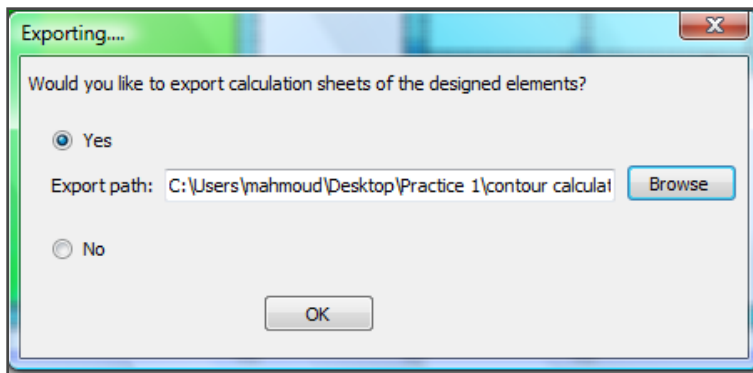 Exporting....
Would you like to export calculation sheets of the designed elements?
Yes
Export path: C:\Users\mahmoud\Desktop\Practice 1\contour calculat Browse
No
OK